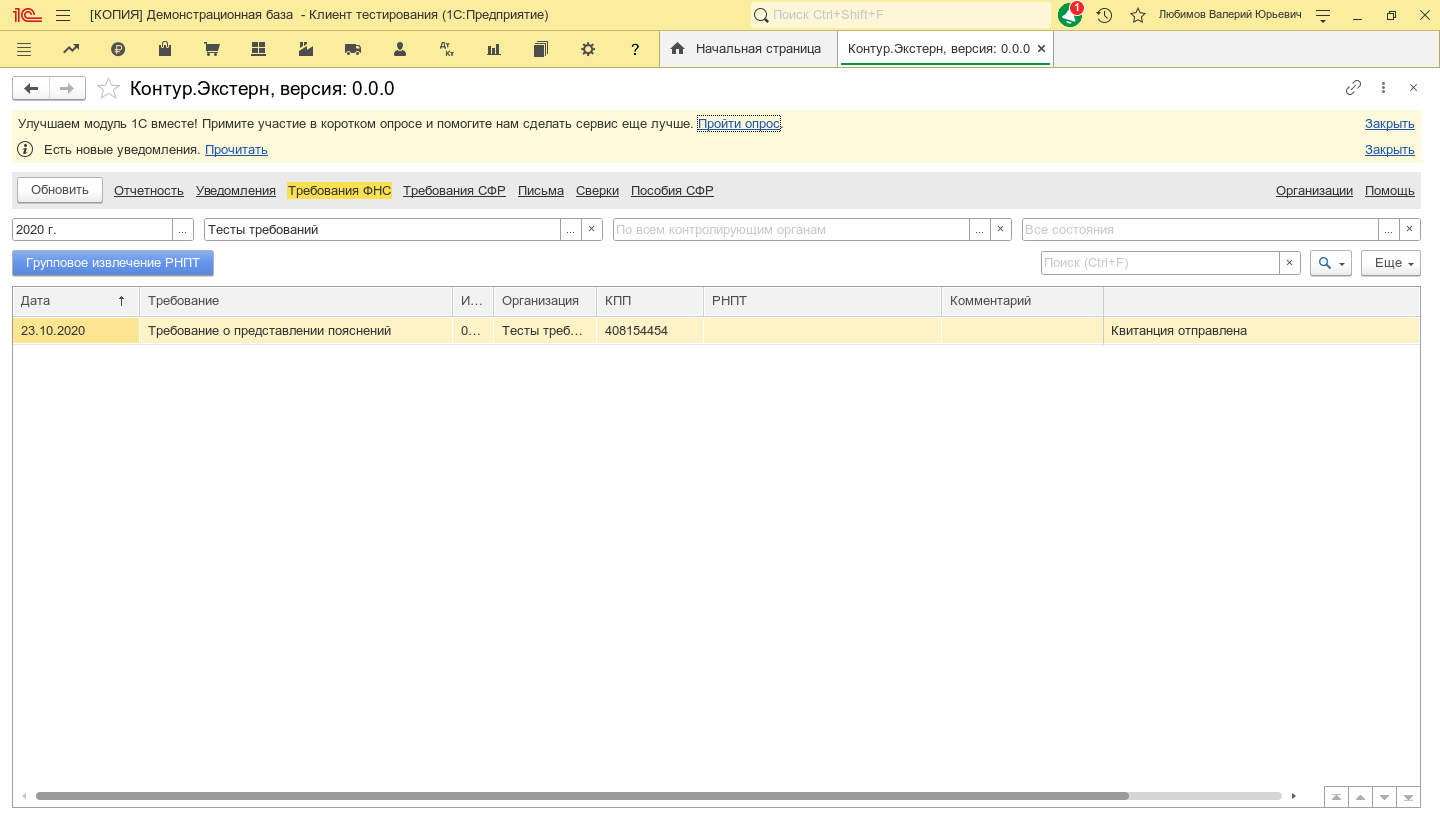 [КОПИЯ] Демонстрационная база - Клиент тестирования (1С:Предприятие)
Поиск Ctrl+Shift+F
1
Любимов Валерий Юрьевич
Дт Кт
?
Начальная страница
Контур.Экстерн, версия: 0.0.0
Контур.Экстерн, версия: 0.0.0
Улучшаем модуль 1С вместе! Примите участие в коротком опросе и помогите нам сделать сервис еще лучше. Пройти опрос.
Закрыть
Есть новые уведомления. Прочитать
Закрыть
Обновить Отчетность Уведомления Требования ФНС Требования СФР Письма Сверки Пособия СФР Организации Помощь
2020 г. ... Тесты требований ... × По всем контролирующим органам ... × Все состояния ... ×
Групповое извлечение РНПТ Поиск (Ctrl+F) × Еще
Дата ↑ Требование И... Организация КПП РНПТ Комментарий
23.10.2020 Требование о представлении пояснений 0... Тесты треб... 408154454 Квитанция отправлена